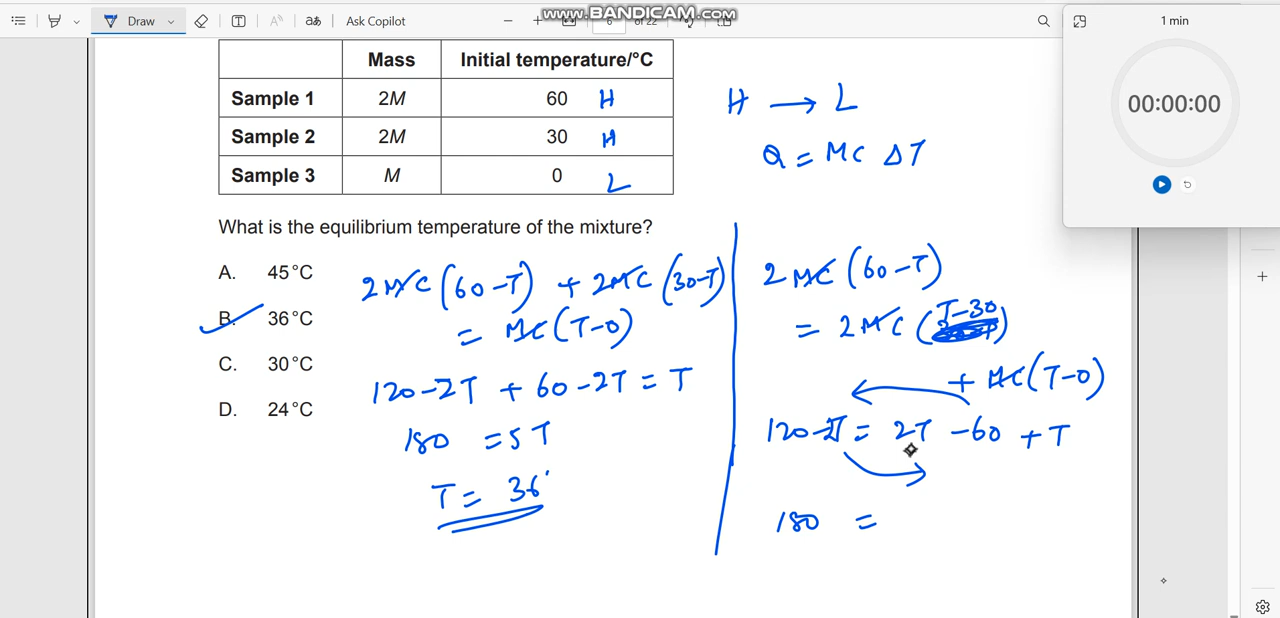 Draw
Ask Copilot
6 of 22
WWW.BANDICAM.COM
1 min
00:00:00
Mass Initial temperature/°C
Sample 1 2M 60 H
Sample 2 2M 30 H
Sample 3 M 0 L
H → L
Q = MC ΔT
What is the equilibrium temperature of the mixture?
A. 45°C
B. 36°C
C. 30°C
D. 24°C
2MC(60-T) + 2MC(30-T)
= MC(T-0)
120-2T + 60-2T = T
180 = 5T
T = 36°
2MC(60-T)
= 2MC(T-30)
+ MC(T-0)
120-2T = 2T -60 + T
180 =